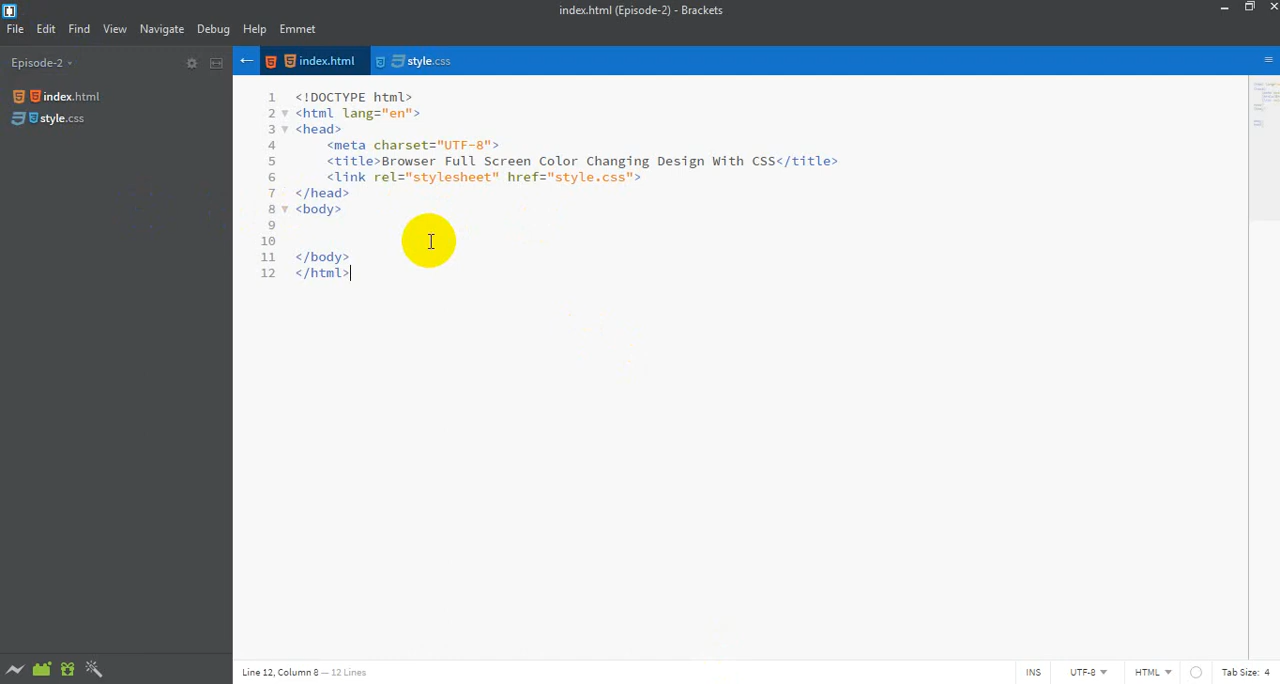 index.html (Episode-2) - Brackets
File Edit Find View Navigate Debug Help Emmet
Episode-2
index.html style.css
index.html
style.css
1 <!DOCTYPE html>
2 <html lang="en">
3 <head>
4 <meta charset="UTF-8">
5 <title>Browser Full Screen Color Changing Design With CSS</title>
6 <link rel="stylesheet" href="style.css">
7 </head>
8 <body>
9
10
11 </body>
12 </html>
Line 12, Column 8 — 12 Lines
INS UTF-8 HTML Tab Size: 4